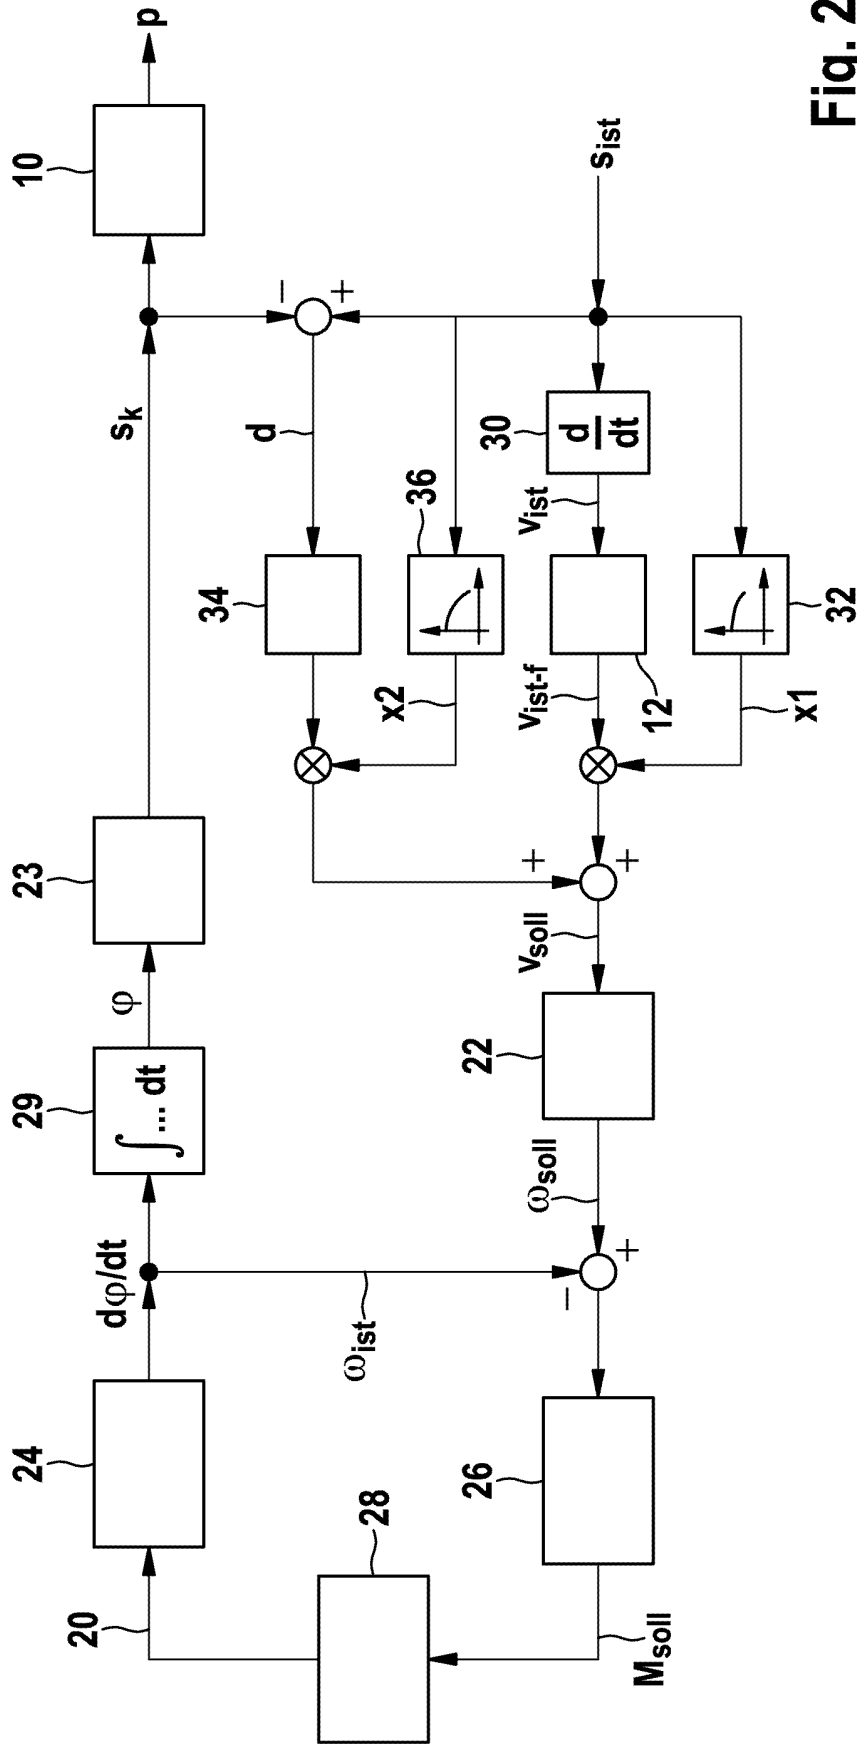 p
10
s_k
23
φ
29
∫ ... dt
dφ/dt
24
20
28
− +
d
34
36
x2
ω_ist
s_ist
30
d
dt
v_ist
12
v_ist-f
+ +
v_soll
22
ω_soll
− +
26
M_soll
32
x1
Fig. 2